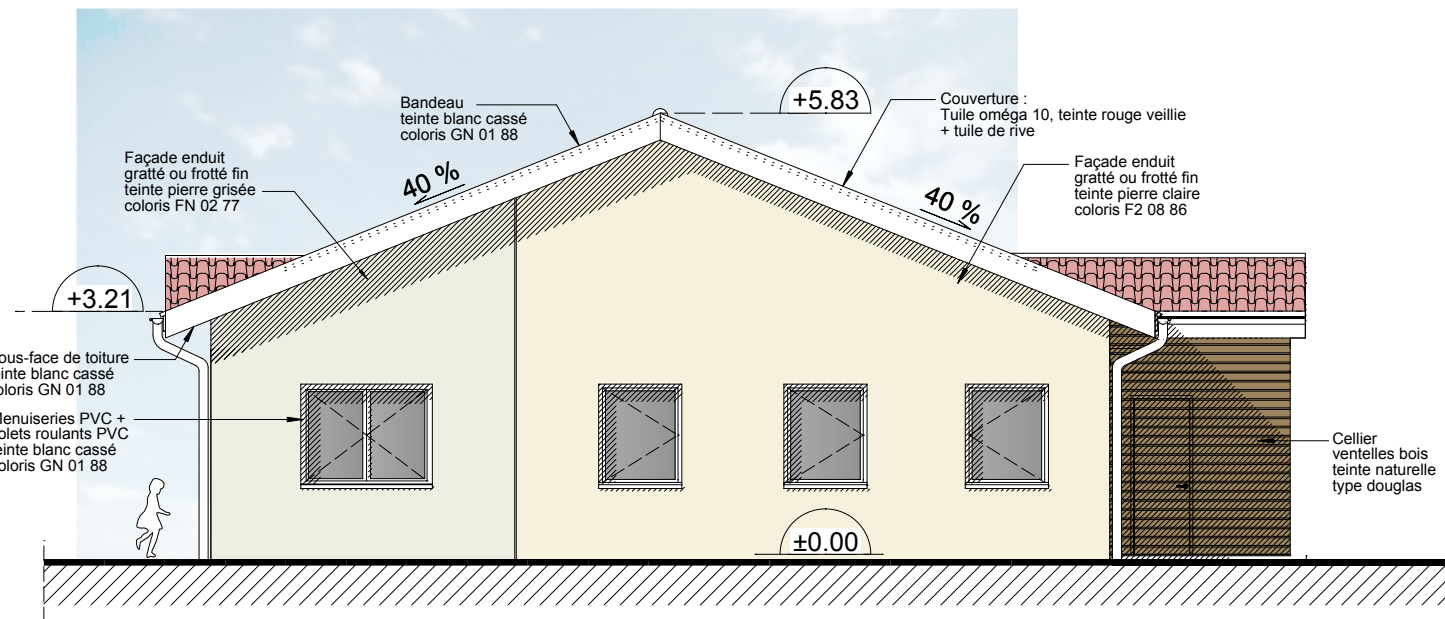 +5.83
Bandeau
teinte blanc cassé
coloris GN 01 88
Couverture :
Tuile oméga 10, teinte rouge veillie
+ tuile de rive
Façade enduit
gratté ou frotté fin
teinte pierre grisée
coloris FN 02 77
40 %
40 %
Façade enduit
gratté ou frotté fin
teinte pierre claire
coloris F2 08 86
+3.21
ous-face de toiture
einte blanc cassé
oloris GN 01 88
Menuiseries PVC +
olets roulants PVC
einte blanc cassé
oloris GN 01 88
Cellier
ventelles bois
teinte naturelle
type douglas
±0.00